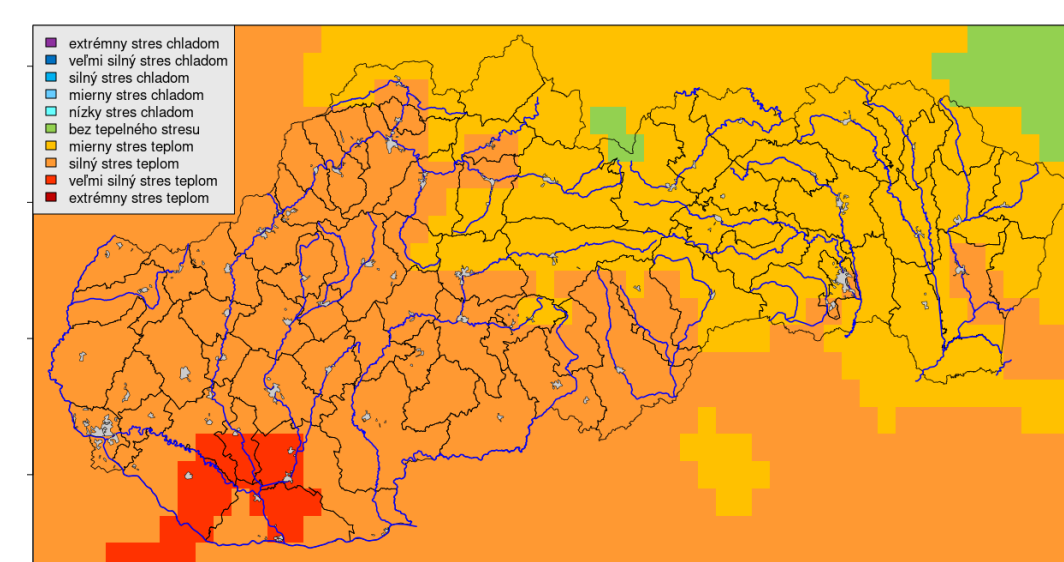 extrémny stres chladom
veľmi silný stres chladom
silný stres chladom
mierny stres chladom
nízky stres chladom
bez tepelného stresu
mierny stres teplom
silný stres teplom
veľmi silný stres teplom
extrémny stres teplom